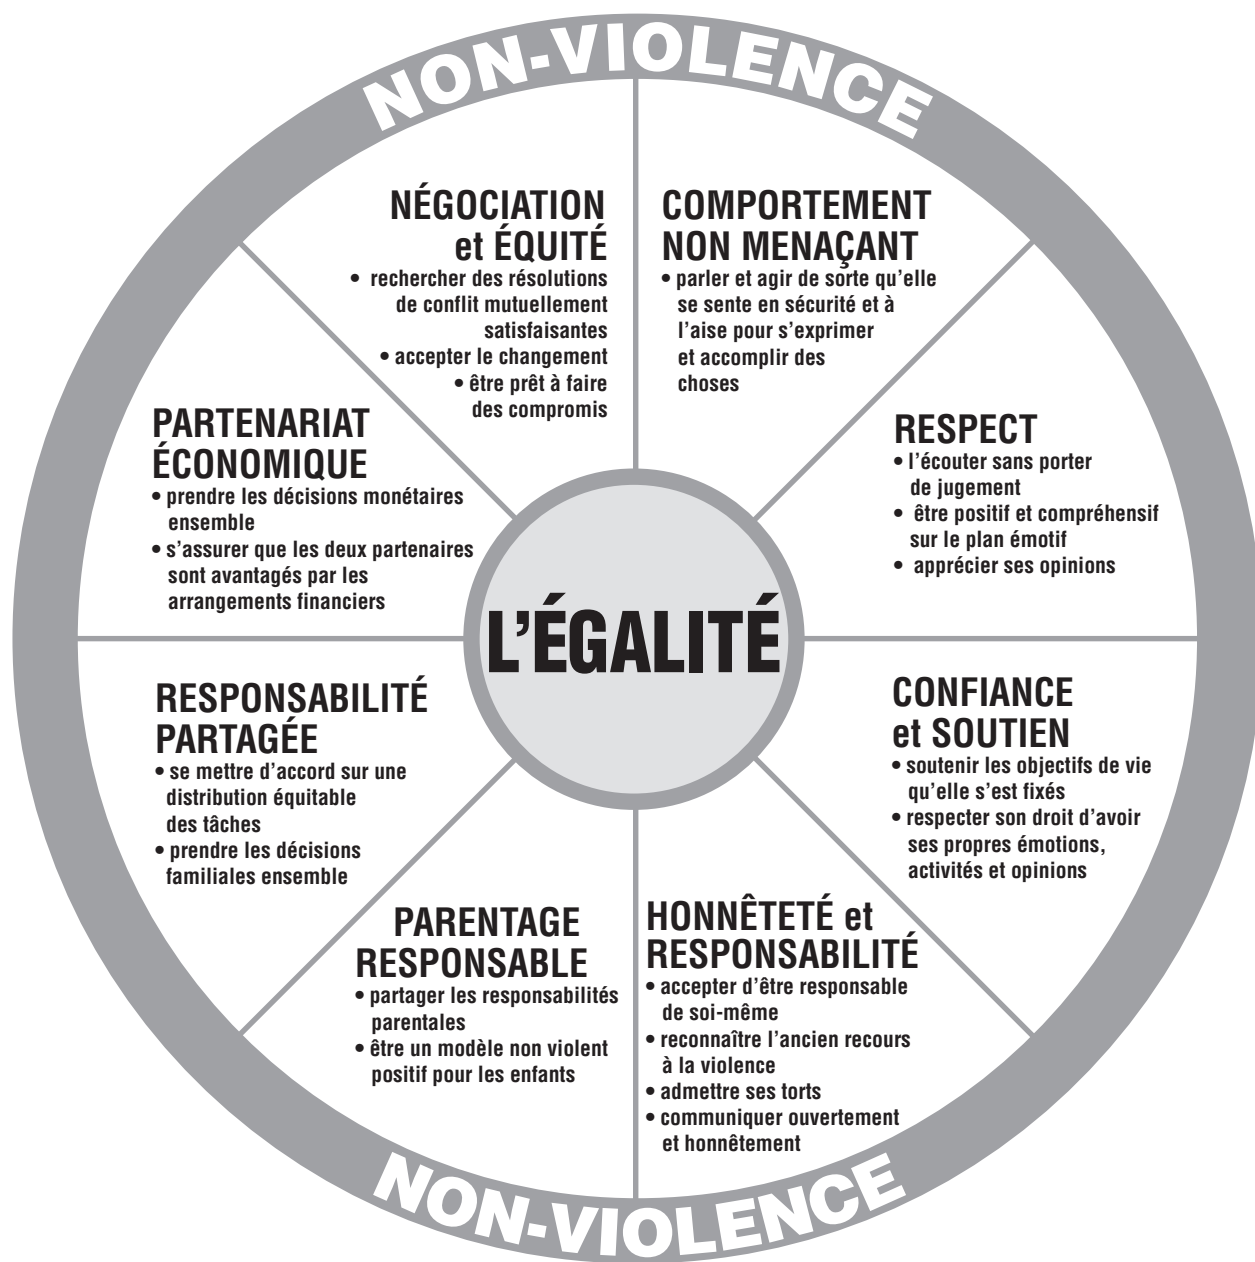 NON-VIOLENCE
NÉGOCIATION
et ÉQUITÉ
• rechercher des résolutions
de conflit mutuellement
satisfaisantes
• accepter le changement
• être prêt à faire
des compromis
COMPORTEMENT
NON MENAÇANT
• parler et agir de sorte qu’elle
se sente en sécurité et à
l’aise pour s’exprimer
et accomplir des
choses
PARTENARIAT
ÉCONOMIQUE
• prendre les décisions monétaires
ensemble
• s’assurer que les deux partenaires
sont avantagés par les
arrangements financiers
RESPECT
• l’écouter sans porter
de jugement
• être positif et compréhensif
sur le plan émotif
• apprécier ses opinions
L’ÉGALITÉ
RESPONSABILITÉ
PARTAGÉE
• se mettre d’accord sur une
distribution équitable
des tâches
• prendre les décisions
familiales ensemble
CONFIANCE
et SOUTIEN
• soutenir les objectifs de vie
qu’elle s’est fixés
• respecter son droit d’avoir
ses propres émotions,
activités et opinions
PARENTAGE
RESPONSABLE
• partager les responsabilités
parentales
• être un modèle non violent
positif pour les enfants
HONNÊTETÉ et
RESPONSABILITÉ
• accepter d’être responsable
de soi-même
• reconnaître l’ancien recours
à la violence
• admettre ses torts
• communiquer ouvertement
et honnêtement
NON-VIOLENCE